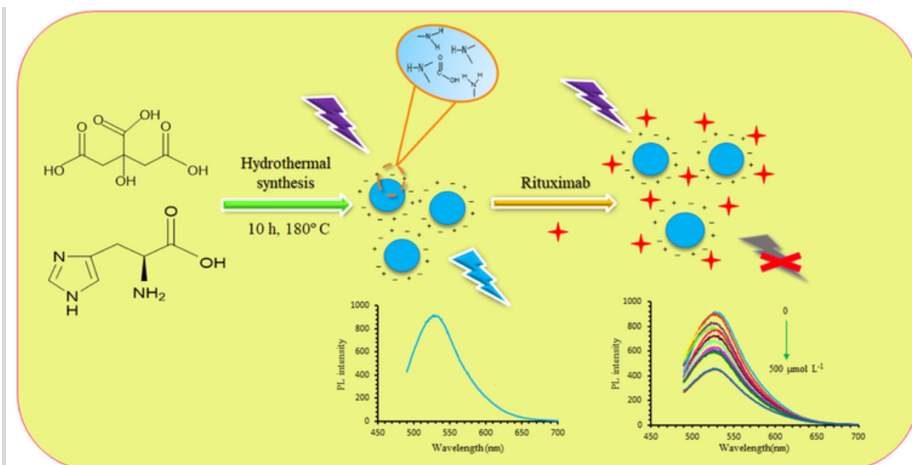 O
OH
O
O
HO
OH
OH
N
N
H
O
OH
NH₂
Hydrothermal
synthesis
10 h, 180° C
N
H
H
H-N
H-N
O
C
OH
H
H
N
Rituximab
PL intensity
1000
800
600
400
200
0
450
500
550
600
650
700
Wavelength(nm)
PL intensity
1000
800
600
400
200
0
450
500
550
600
650
700
Wavelength(nm)
0
500 µmol L⁻¹